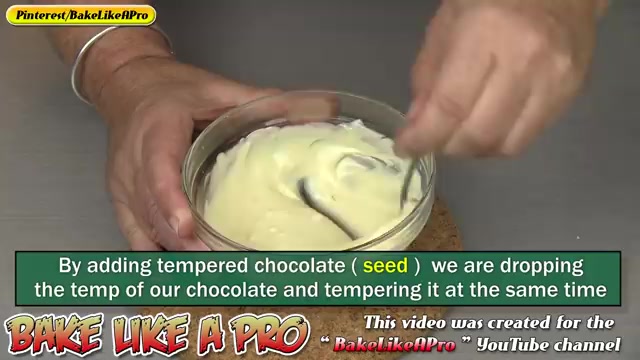 Pinterest/BakeLikeAPro
By adding tempered chocolate ( seed ) we are dropping
the temp of our chocolate and tempering it at the same time
BAKE LIKE A PRO
This video was created for the
“ BakeLikeAPro ” YouTube channel